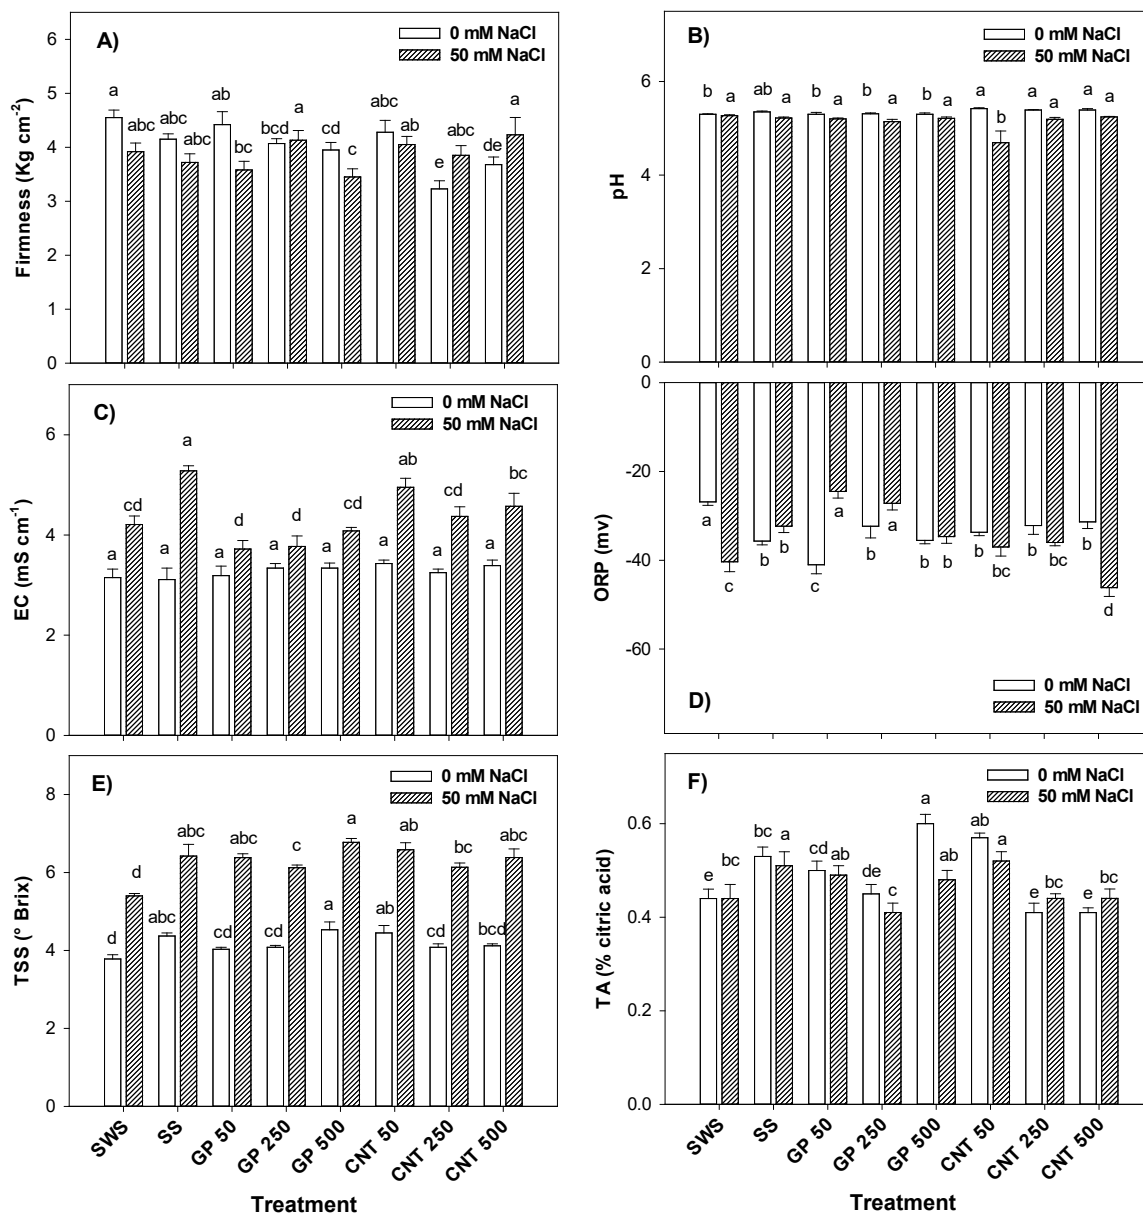 A)
0 mM NaCl
50 mM NaCl
Firmness (Kg cm-2)
6
5
4
3
2
1
0
a abc abc abc ab bc bcd a cd c abc ab e abc de a
B)
0 mM NaCl
50 mM NaCl
pH
6
4
2
0
b a ab a b a b a b a a b a a a a
C)
0 mM NaCl
50 mM NaCl
EC (mS cm-1)
6
4
2
0
a cd a a a d a d a cd a ab a cd a bc
D)
0 mM NaCl
50 mM NaCl
ORP (mv)
0
-20
-40
-60
a c b b c a b a b b b bc b bc b d
E)
0 mM NaCl
50 mM NaCl
TSS (° Brix)
8
6
4
2
0
d d abc abc cd abc cd c a a ab ab cd bc bcd abc
SWS
SS
GP 50
GP 250
GP 500
CNT 50
CNT 250
CNT 500
Treatment
F)
0 mM NaCl
50 mM NaCl
TA (% citric acid)
0.6
0.4
0.2
0.0
e bc bc a cd ab de c a ab ab a e bc e ab
SWS
SS
GP 50
GP 250
GP 500
CNT 50
CNT 250
CNT 500
Treatment